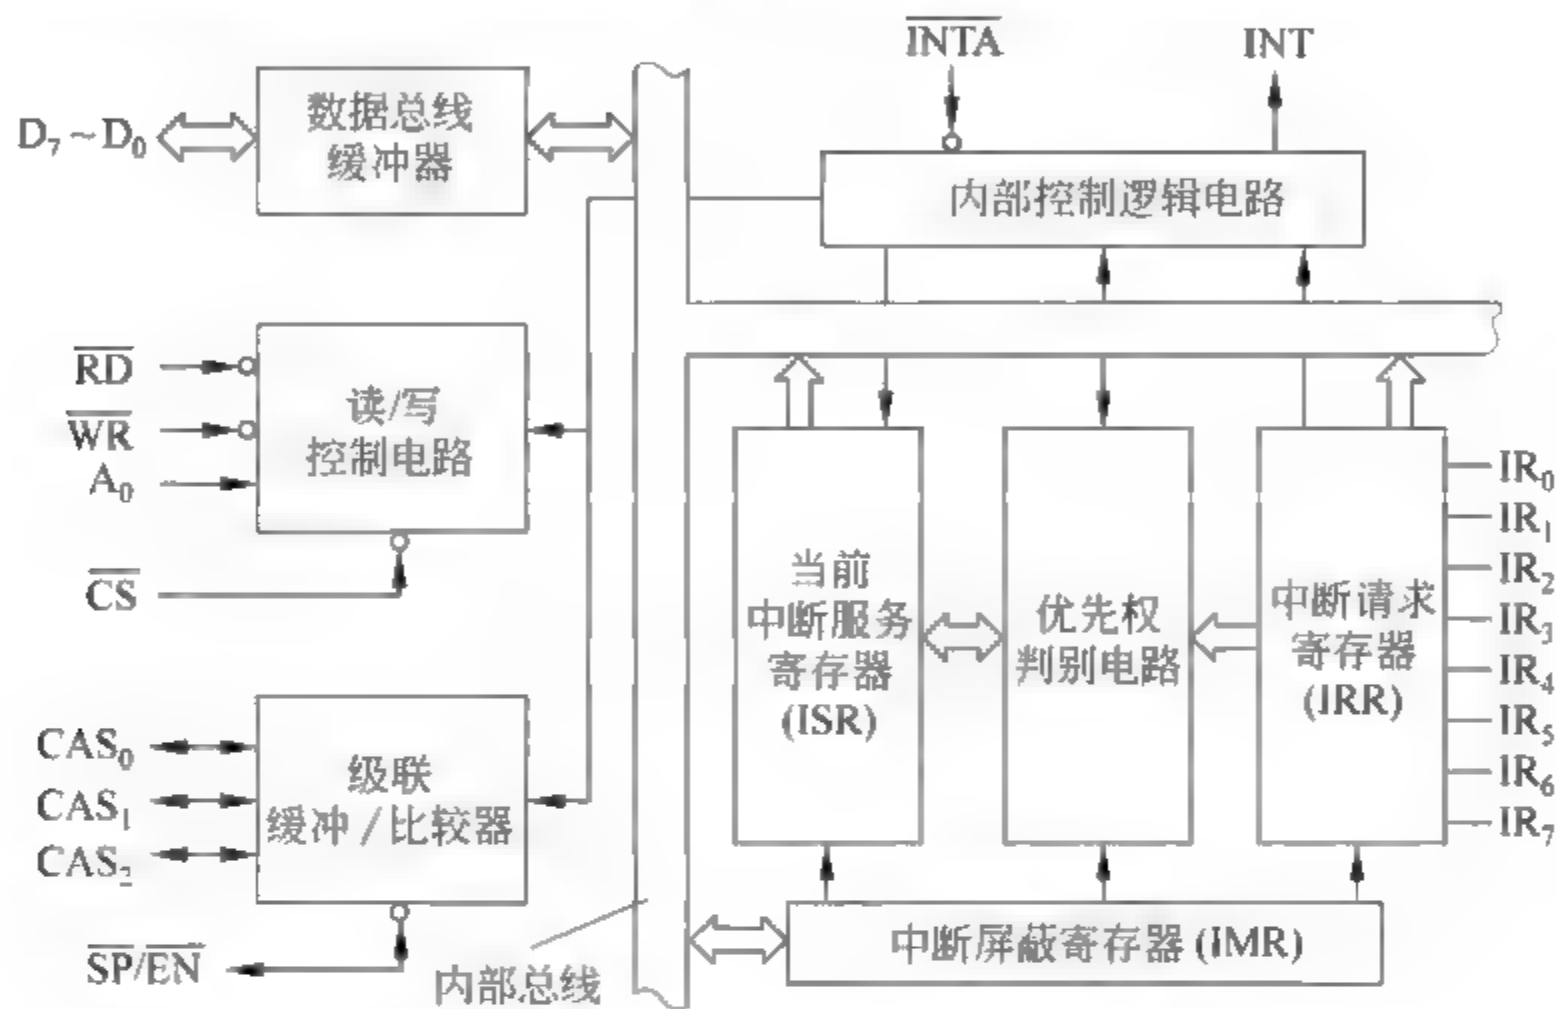 INTA
INT
D₇~D₀
数据总线
缓冲器
内部控制逻辑电路
RD
WR
A₀
CS
读/写
控制电路
CAS₀
CAS₁
CAS₂
级联
缓冲/比较器
SP/EN
内部总线
当前
中断服务
寄存器
(ISR)
优先权
判别电路
中断请求
寄存器
(IRR)
IR₀
IR₁
IR₂
IR₃
IR₄
IR₅
IR₆
IR₇
中断屏蔽寄存器(IMR)